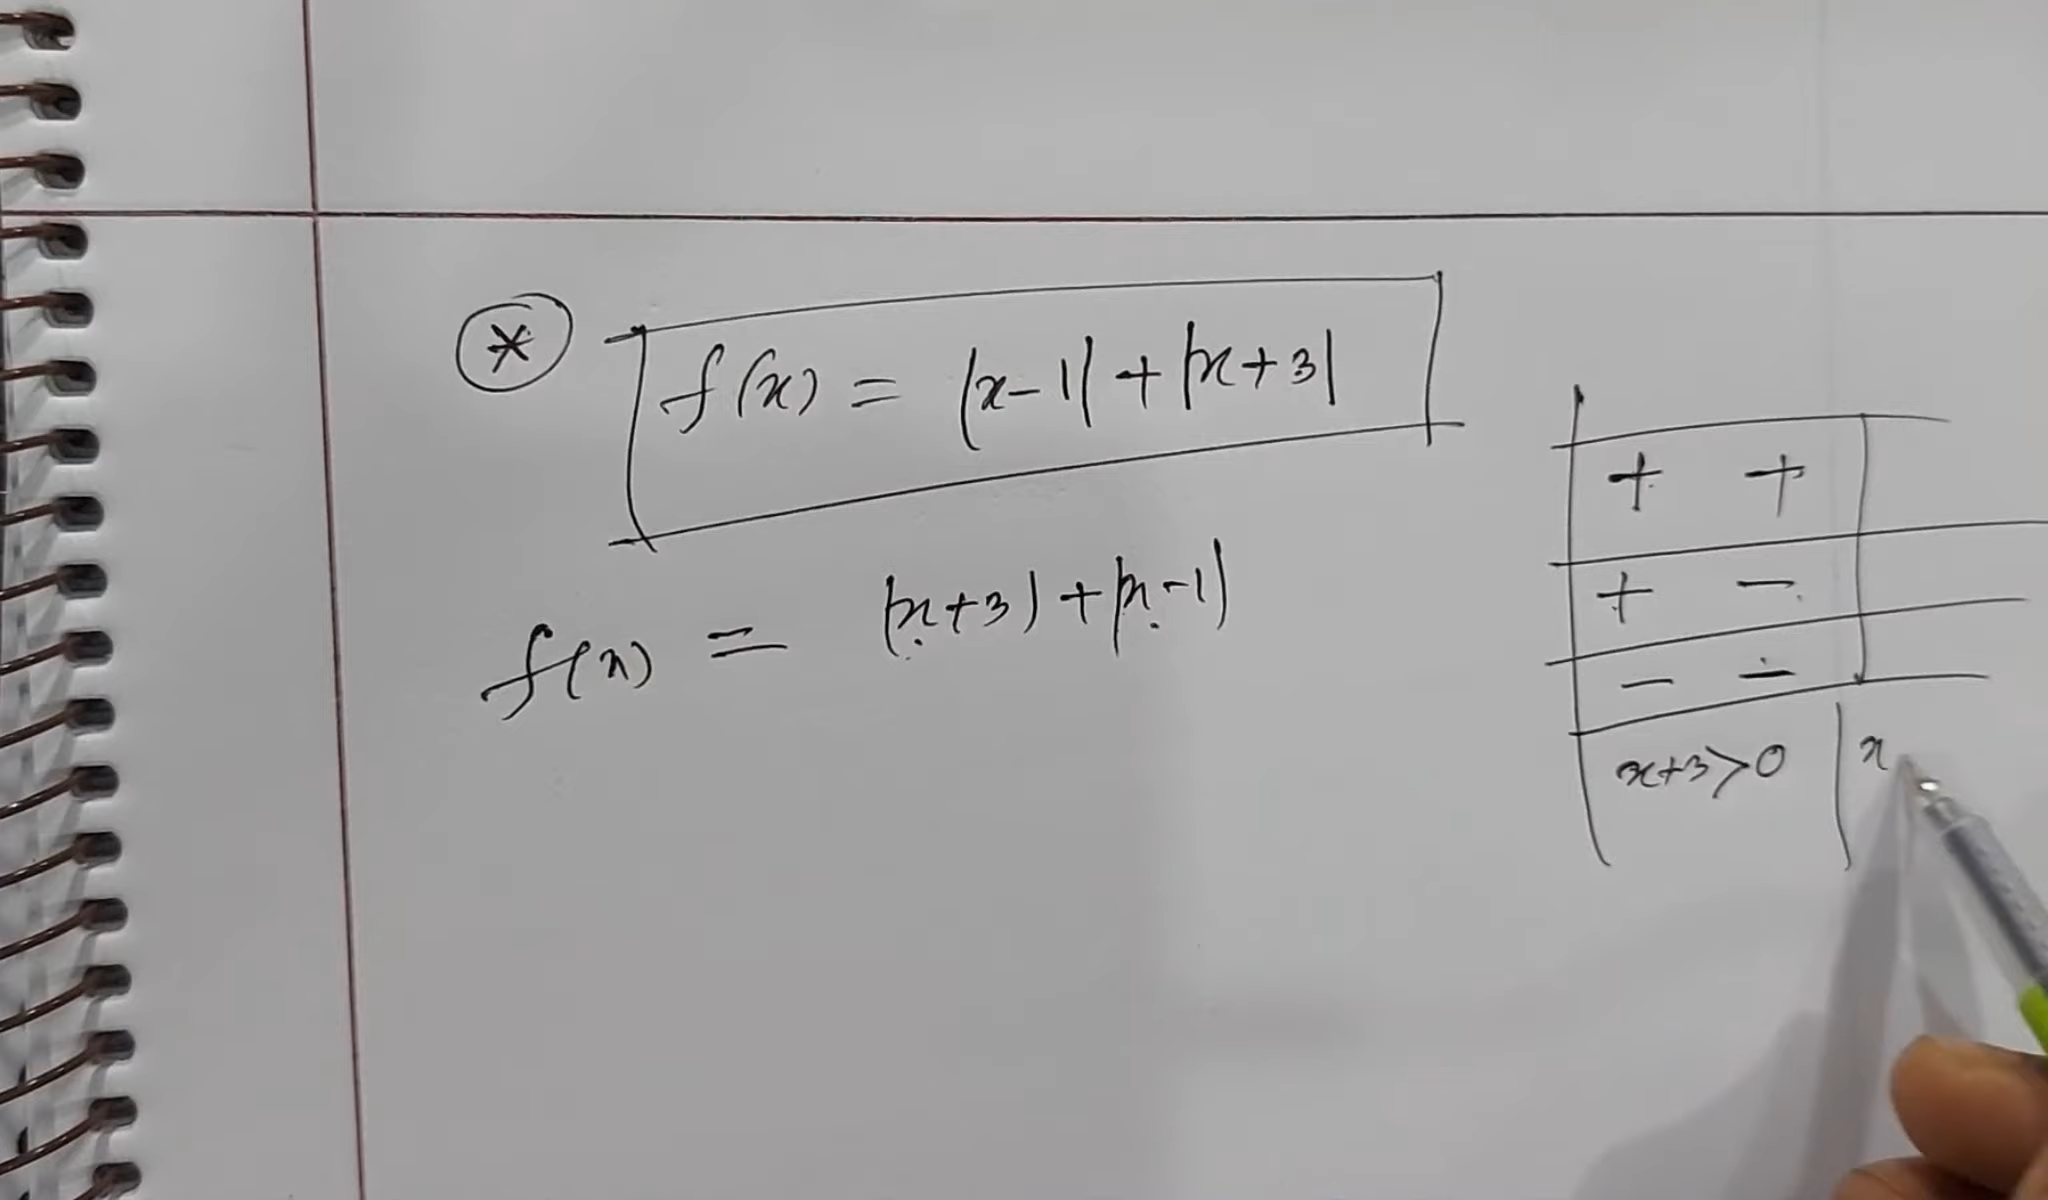 * f(x) = |x-1| + |x+3|
f(x) = |x+3| + |x-1|
+ +
+ -
- -
x+3>0 | x